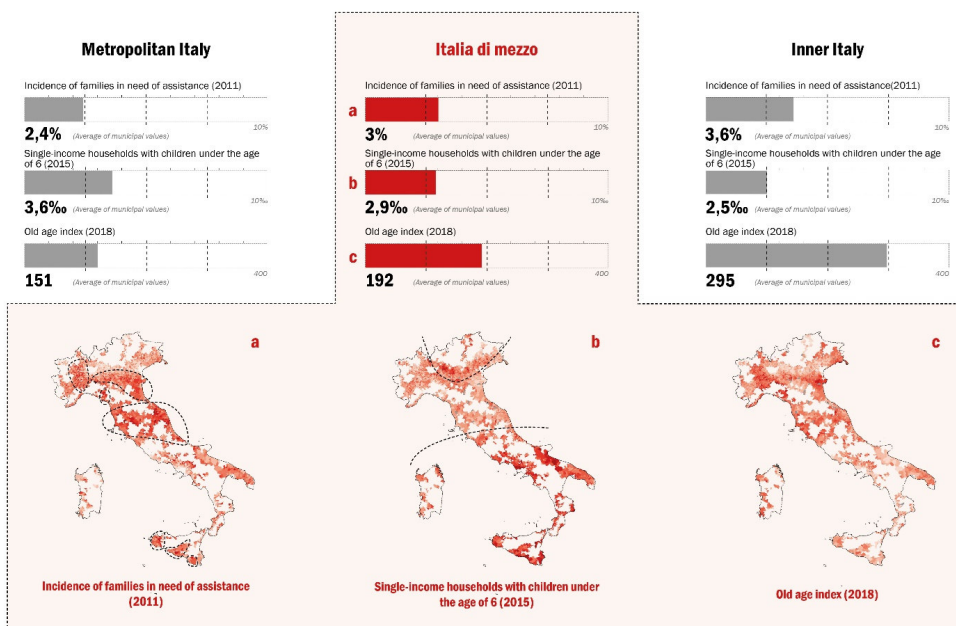 Metropolitan Italy
Incidence of families in need of assistance (2011)
10%
2,4% (Average of municipal values)
Single-income households with children under the age
of 6 (2015)
10‰
3,6‰ (Average of municipal values)
Old age index (2018)
400
151 (Average of municipal values)
Italia di mezzo
Incidence of families in need of assistance (2011)
a
10%
3% (Average of municipal values)
Single-income households with children under the age
of 6 (2015)
b
10‰
2,9‰ (Average of municipal values)
Old age index (2018)
c
400
192 (Average of municipal values)
Inner Italy
Incidence of families in need of assistance(2011)
10%
3,6% (Average of municipal values)
Single-income households with children under the age
of 6 (2015)
10‰
2,5‰ (Average of municipal values)
Old age index (2018)
400
295 (Average of municipal values)
a
Incidence of families in need of assistance
(2011)
b
Single-income households with children under
the age of 6 (2015)
c
Old age index (2018)